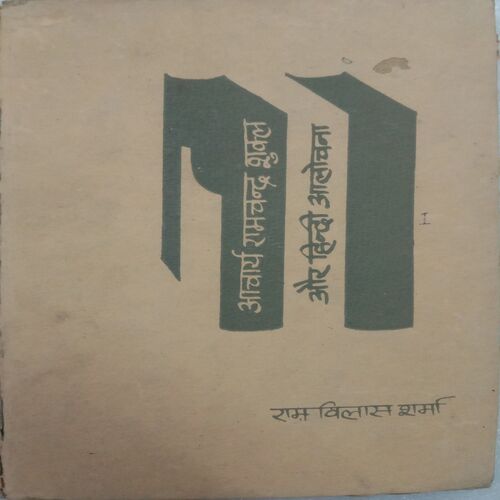 आचार्य रामचन्द्र शुक्ल
और हिन्दी आलोचना
राम विलास शर्मा